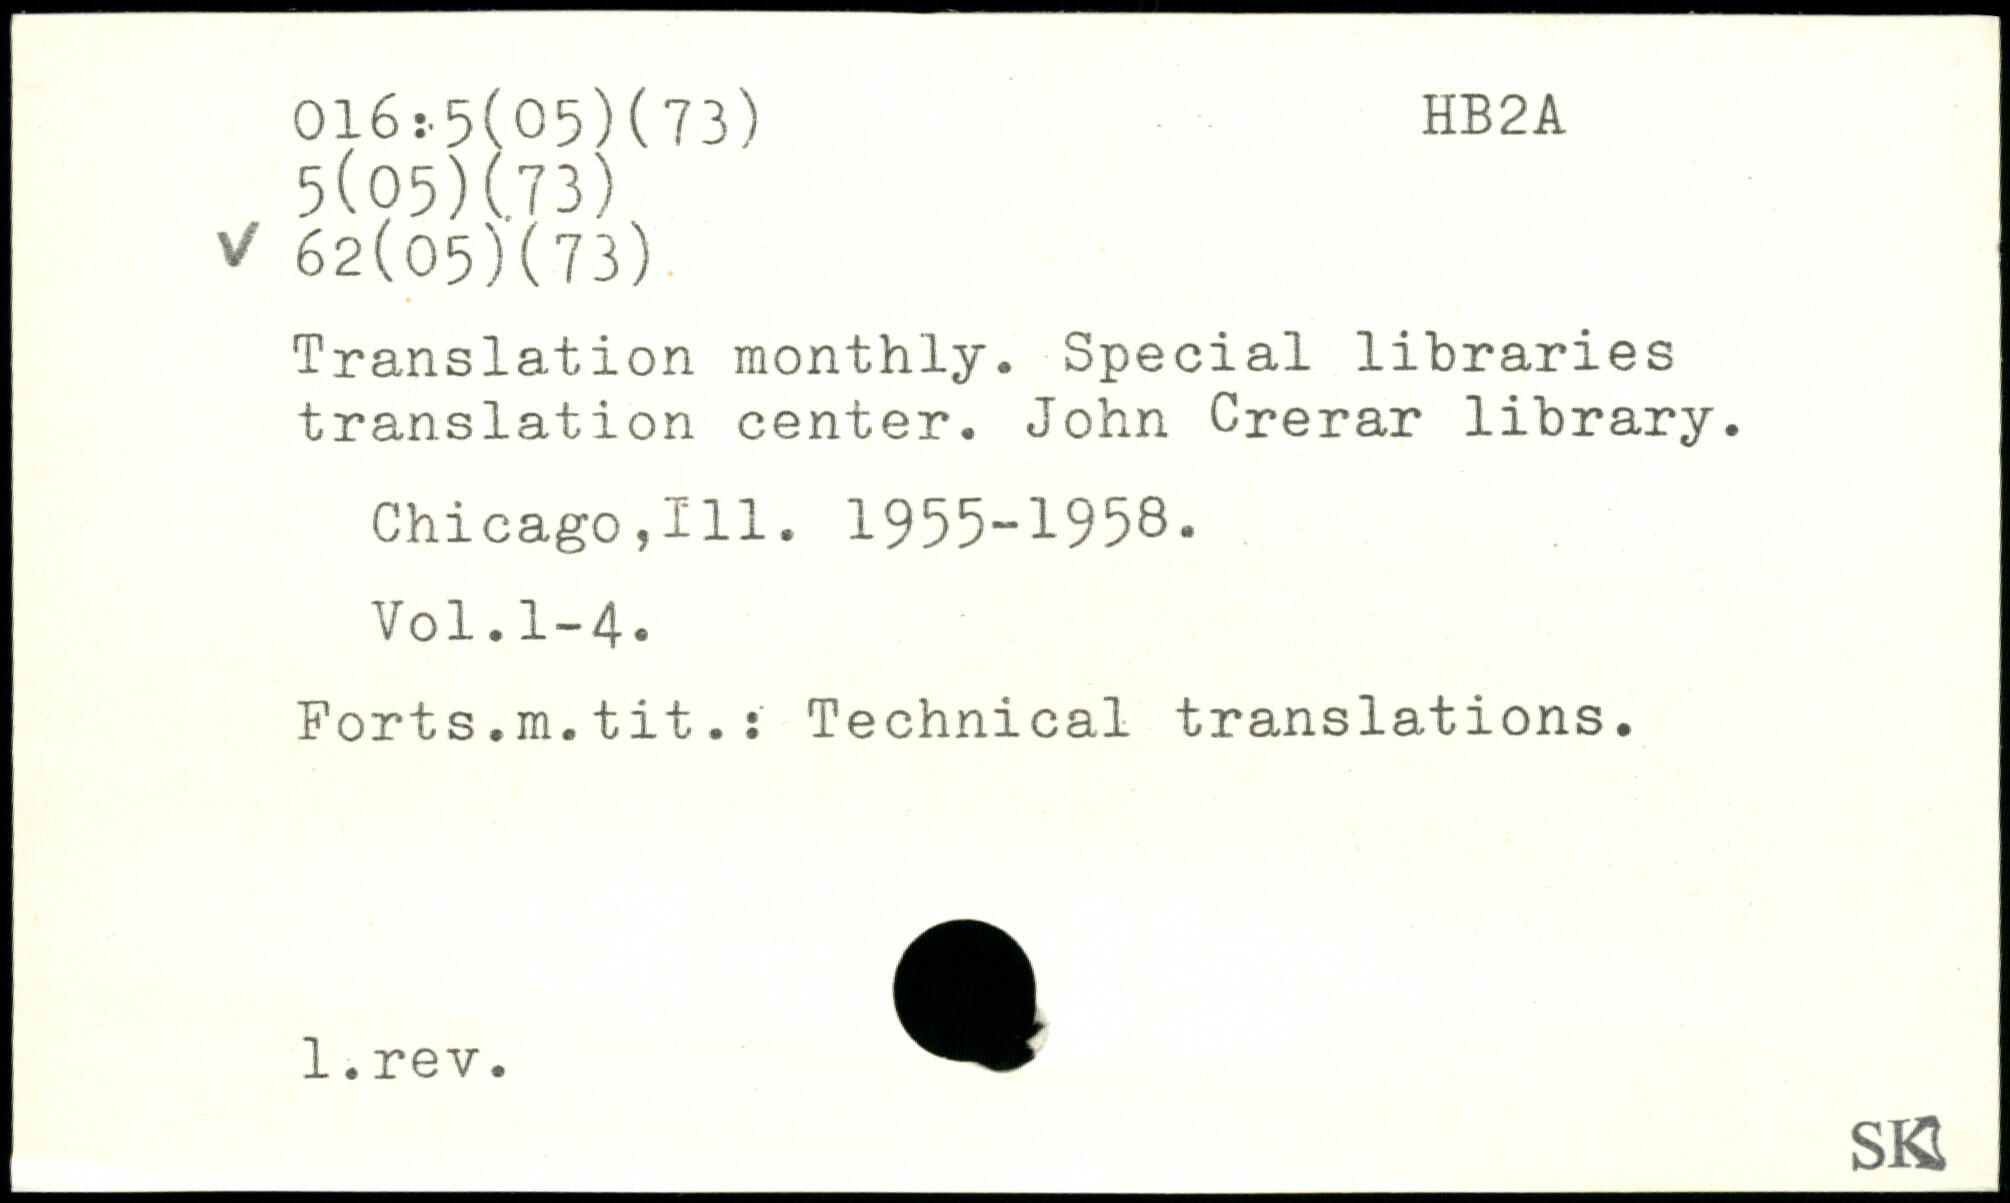 016:5(05)(73) HB2A
5(05)(73)
V 62(05)(73)
Translation monthly. Special libraries
translation center. John Crerar library.
Chicago,Ill. 1955-1958.
Vol.1-4.
Forts.m.tit.: Technical translations.
1.rev.
SK